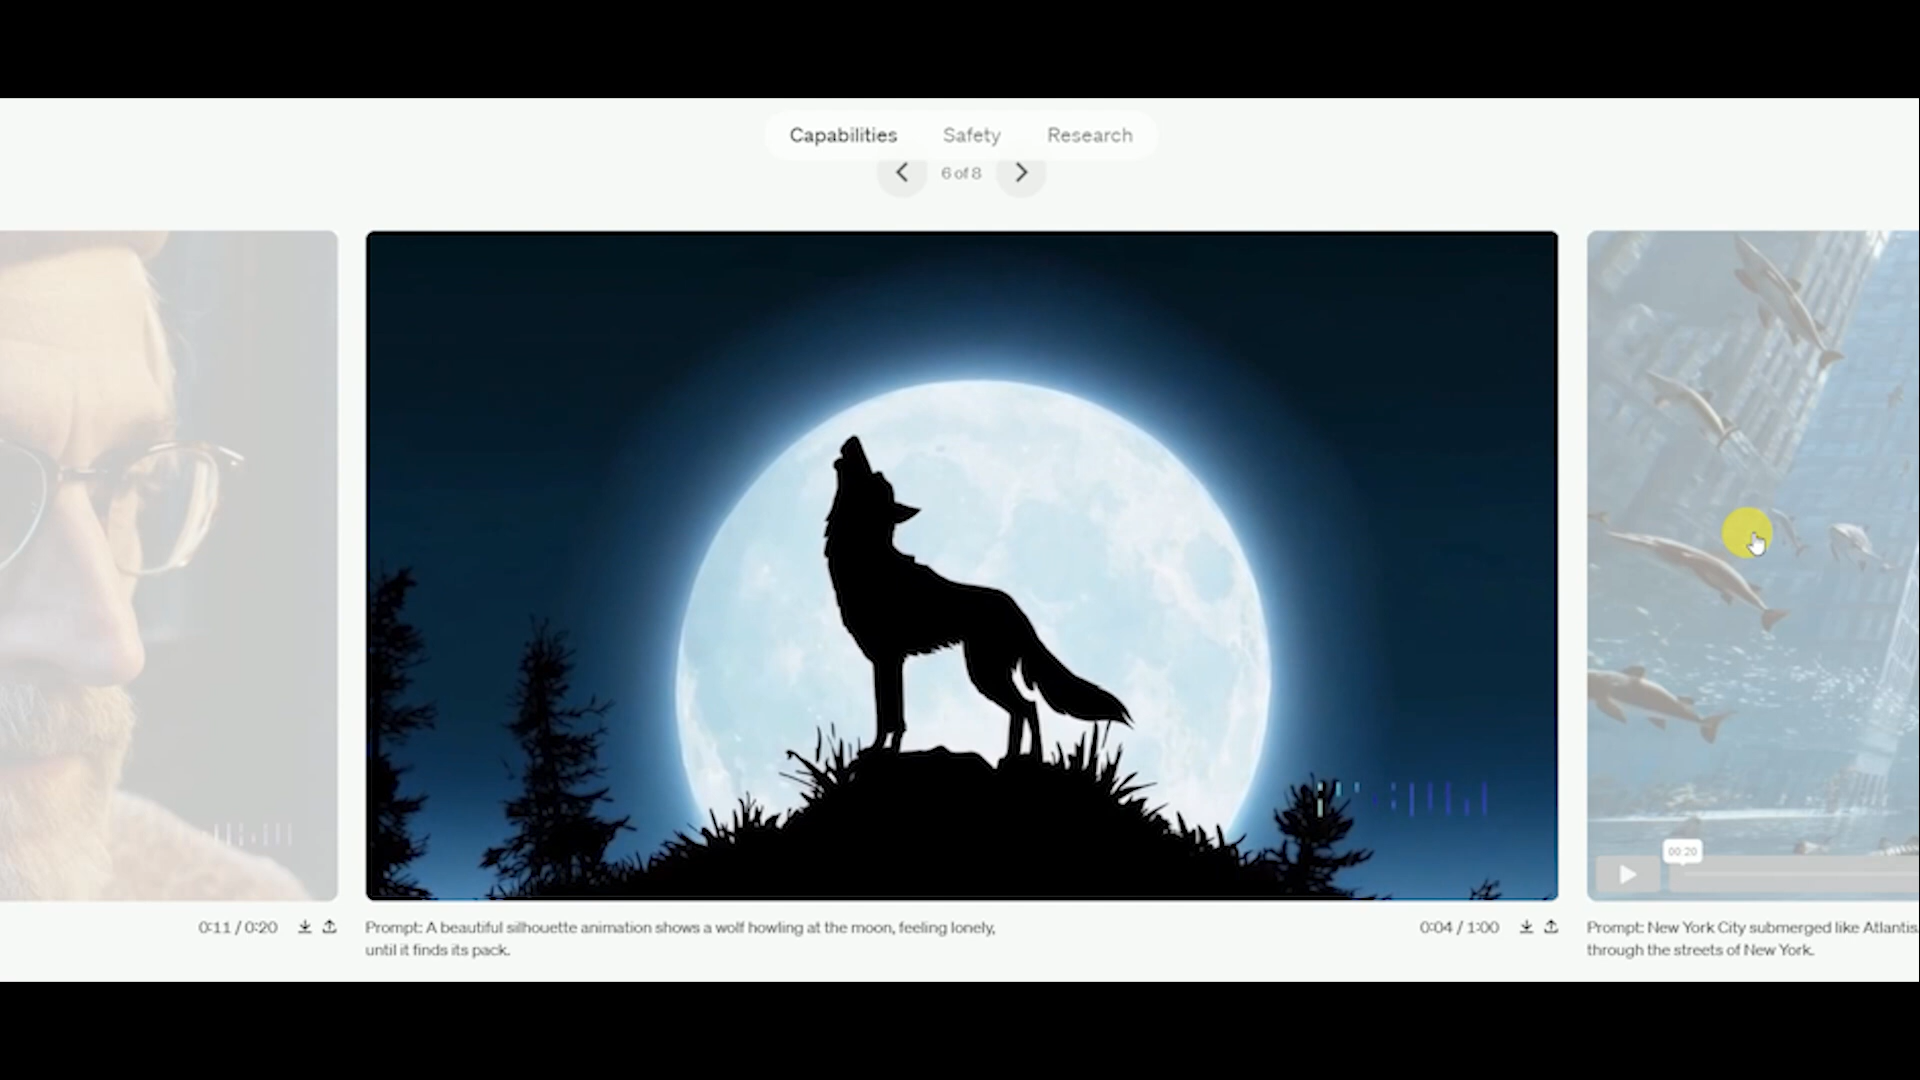 Capabilities Safety Research
6 of 8
00:20
0:11 / 0:20
Prompt: A beautiful silhouette animation shows a wolf howling at the moon, feeling lonely,
until it finds its pack.
0:04 / 1:00
Prompt: New York City submerged like Atlantis.
through the streets of New York.